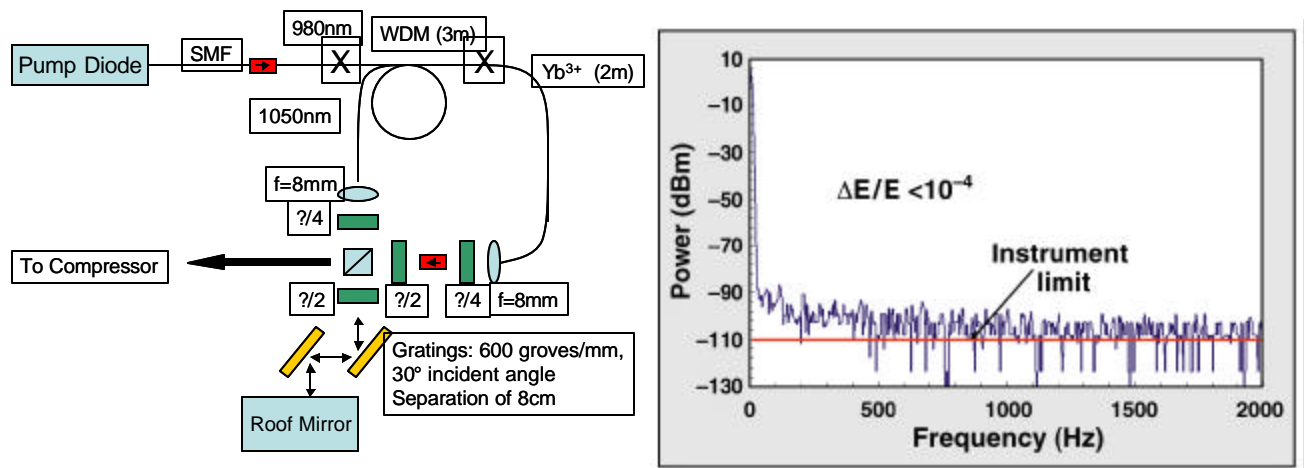 980nm
WDM (3m)
SMF
Pump Diode
X
X
Yb³⁺ (2m)
1050nm
f=8mm
?/4
To Compressor
?/2
?/2
?/4
f=8mm
Gratings: 600 groves/mm,
30° incident angle
Separation of 8cm
Roof Mirror
10
−10
−30
−50
−70
−90
−110
−130
Power (dBm)
ΔE/E <10⁻⁴
Instrument
limit
0
500
1000
1500
2000
Frequency (Hz)